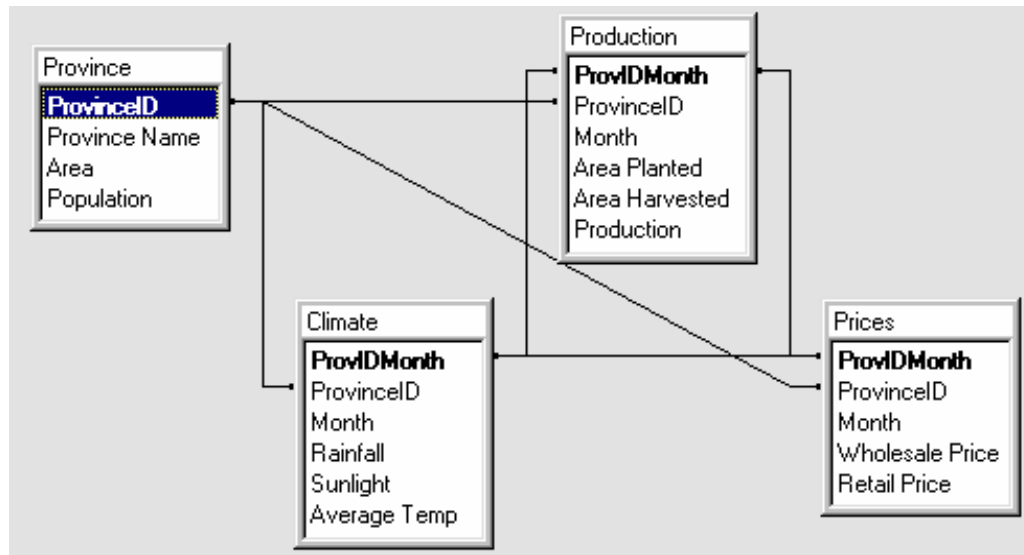 Province
ProvinceID
Province Name
Area
Population
Production
ProvIDMonth
ProvinceID
Month
Area Planted
Area Harvested
Production
Climate
ProvIDMonth
ProvinceID
Month
Rainfall
Sunlight
Average Temp
Prices
ProvIDMonth
ProvinceID
Month
Wholesale Price
Retail Price